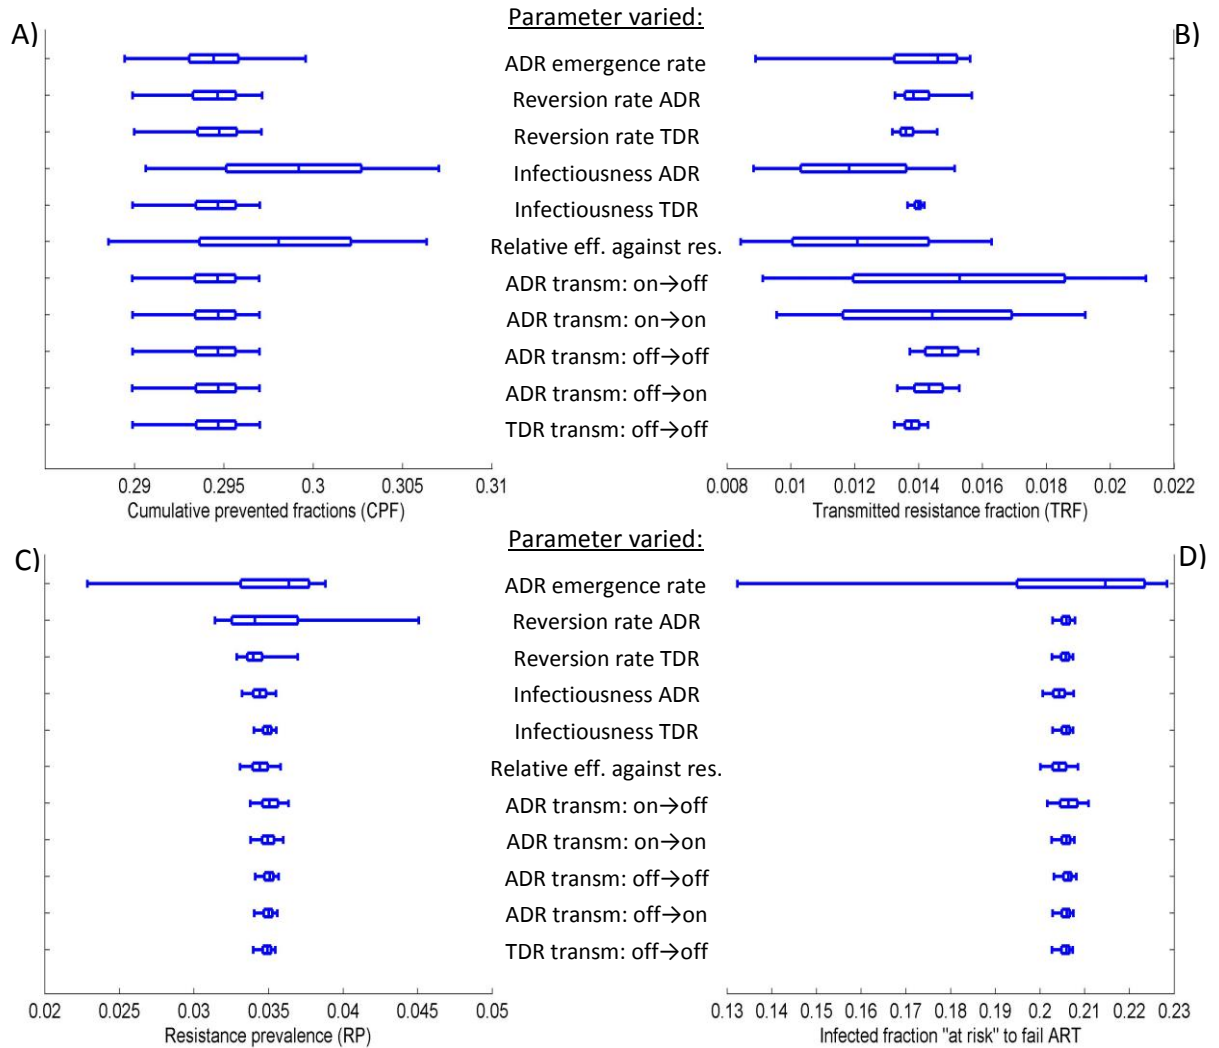 A)
Parameter varied:
B)
ADR emergence rate
Reversion rate ADR
Reversion rate TDR
Infectiousness ADR
Infectiousness TDR
Relative eff. against res.
ADR transm: on→off
ADR transm: on→on
ADR transm: off→off
ADR transm: off→on
TDR transm: off→off
0.29 0.295 0.3 0.305 0.31
Cumulative prevented fractions (CPF)
0.008 0.01 0.012 0.014 0.016 0.018 0.02 0.022
Transmitted resistance fraction (TRF)
C)
Parameter varied:
D)
ADR emergence rate
Reversion rate ADR
Reversion rate TDR
Infectiousness ADR
Infectiousness TDR
Relative eff. against res.
ADR transm: on→off
ADR transm: on→on
ADR transm: off→off
ADR transm: off→on
TDR transm: off→off
0.02 0.025 0.03 0.035 0.04 0.045 0.05
Resistance prevalence (RP)
0.13 0.14 0.15 0.16 0.17 0.18 0.19 0.2 0.21 0.22 0.23
Infected fraction "at risk" to fail ART